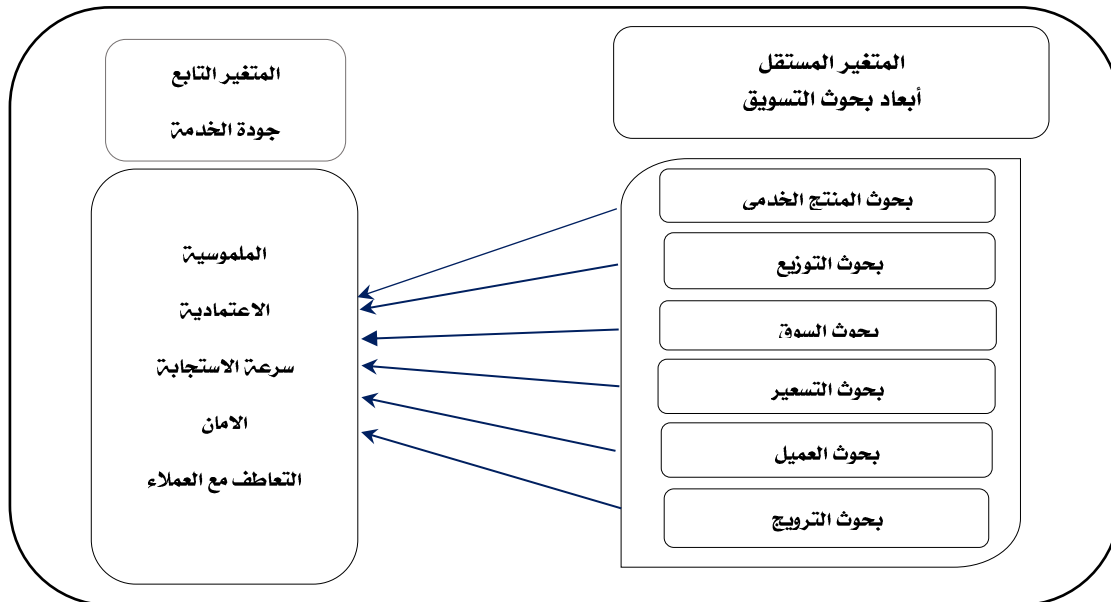 المتغير المستقل
أبعاد بحوث التسويق
بحوث المنتج الخدمى
بحوث التوزيع
بحوث السوق
بحوث التسعير
بحوث العميل
بحوث الترويج
المتغير التابع
جودة الخدمة
الملموسية
الاعتمادية
سرعة الاستجابة
الامان
التعاطف مع العملاء